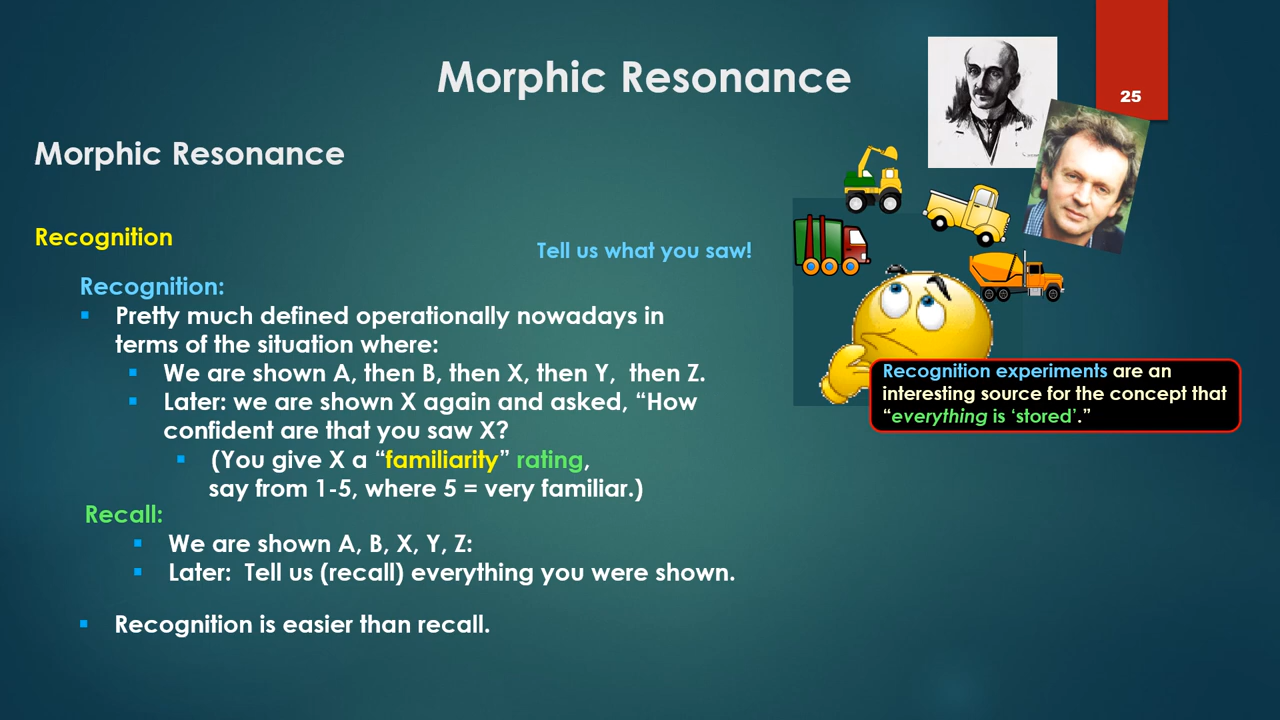 Morphic Resonance
25
Morphic Resonance
Recognition
Tell us what you saw!
Recognition:
▪ Pretty much defined operationally nowadays in
terms of the situation where:
▪ We are shown A, then B, then X, then Y, then Z.
▪ Later: we are shown X again and asked, “How
confident are that you saw X?
▪ (You give X a “familiarity” rating,
say from 1-5, where 5 = very familiar.)
Recall:
▪ We are shown A, B, X, Y, Z:
▪ Later: Tell us (recall) everything you were shown.
▪ Recognition is easier than recall.
Recognition experiments are an
interesting source for the concept that
“everything is ‘stored’.”